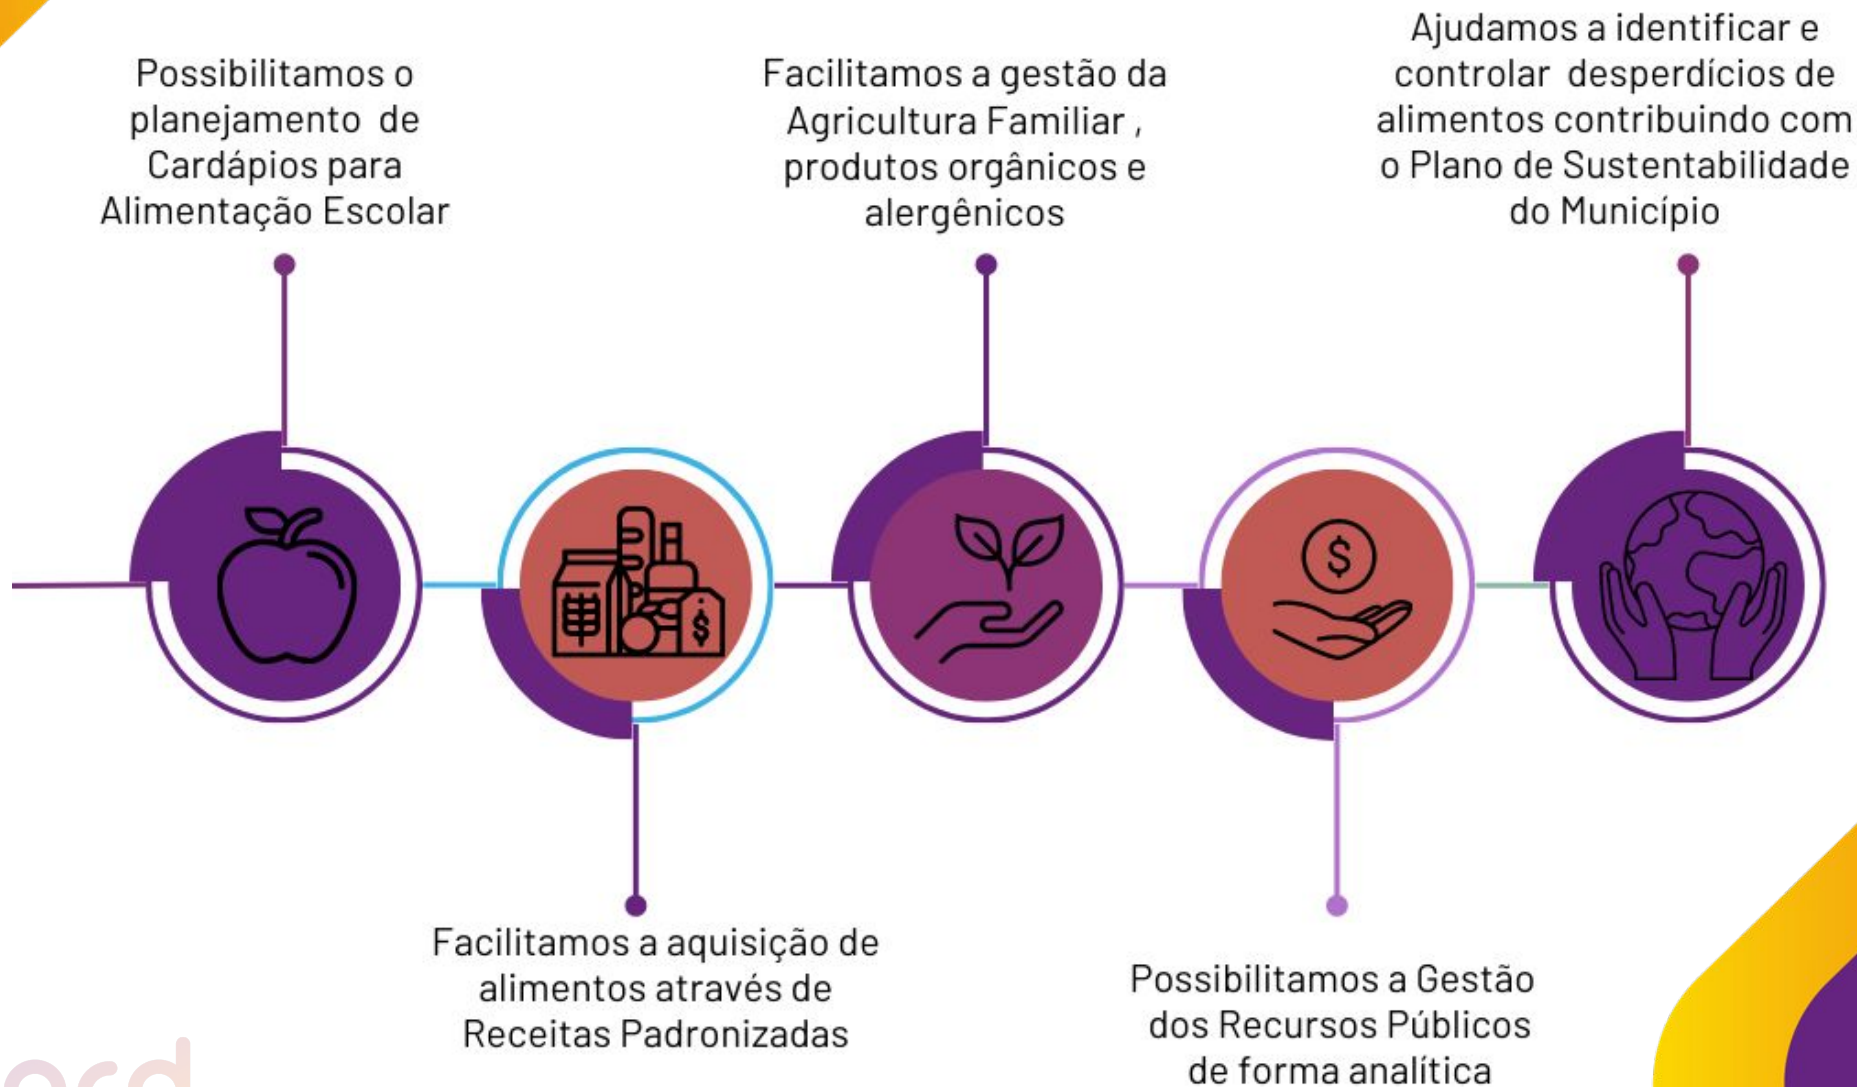 Possibilitamos o
planejamento de
Cardápios para
Alimentação Escolar
Facilitamos a aquisição de
alimentos através de
Receitas Padronizadas
Facilitamos a gestão da
Agricultura Familiar ,
produtos orgânicos e
alergênicos
Possibilitamos a Gestão
dos Recursos Públicos
de forma analítica
Ajudamos a identificar e
controlar desperdícios de
alimentos contribuindo com
o Plano de Sustentabilidade
do Município
$
$